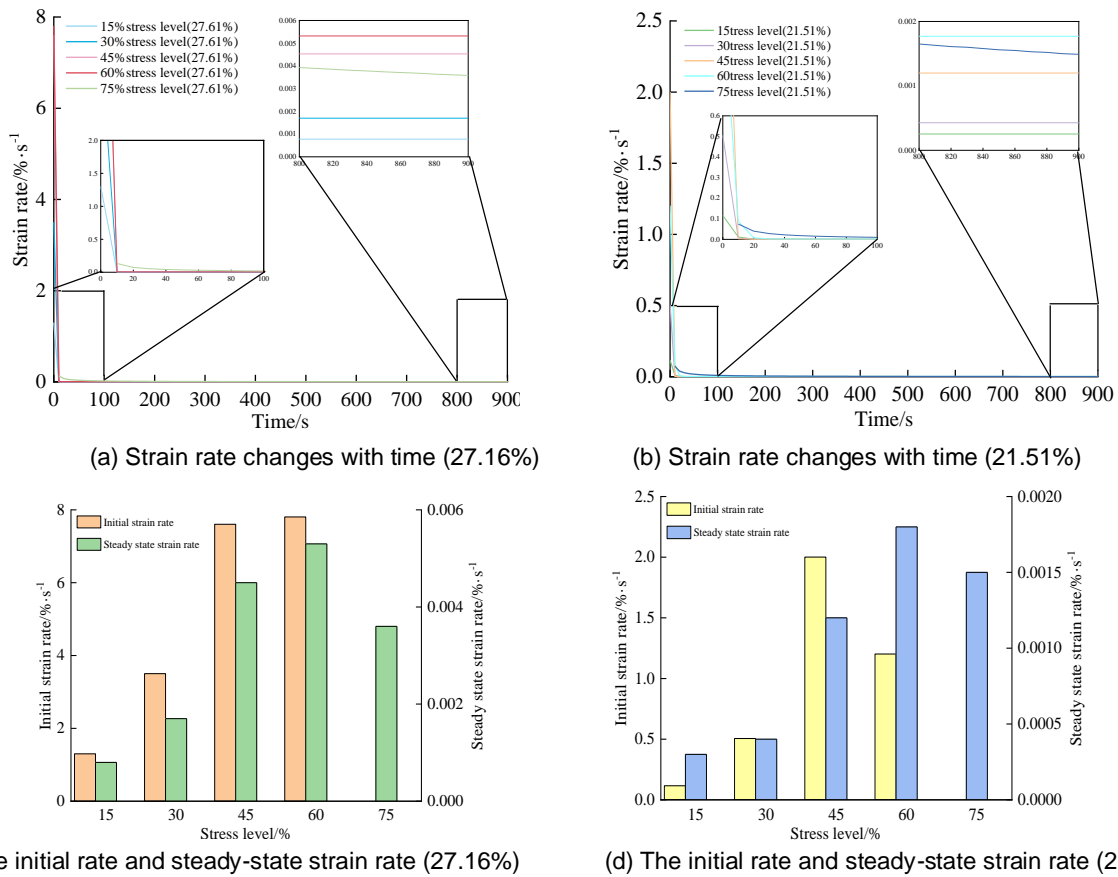 15%stress level(27.61%)
30%stress level(27.61%)
45%stress level(27.61%)
60%stress level(27.61%)
75%stress level(27.61%)
0.006
0.005
0.004
0.003
0.002
0.001
0.000
800 820 840 860 880 900
2.0
1.5
1.0
0.5
0.0
0 20 40 60 80 100
8
6
4
2
0
Strain rate/%·s-1
0 100 200 300 400 500 600 700 800 900
Time/s
(a) Strain rate changes with time (27.16%)
15tress level(21.51%)
30tress level(21.51%)
45tress level(21.51%)
60tress level(21.51%)
75tress level(21.51%)
0.002
0.001
0.000
800 820 840 860 880 900
0.6
0.5
0.4
0.3
0.2
0.1
0.0
0 20 40 60 80 100
2.5
2.0
1.5
1.0
0.5
0.0
Strain rate/%·s-1
0 100 200 300 400 500 600 700 800 900
Time/s
(b) Strain rate changes with time (21.51%)
Initial strain rate
Steady state strain rate
8
6
4
2
0
Initial strain rate/%·s-1
0.006
0.004
0.002
0.000
Steady state strain rate/%·s-1
15 30 45 60 75
Stress level/%
e initial rate and steady-state strain rate (27.16%)
Initial strain rate
Steady state strain rate
2.5
2.0
1.5
1.0
0.5
0.0
Initial strain rate/%·s-1
0.0020
0.0015
0.0010
0.0005
0.0000
Steady state strain rate/%·s-1
15 30 45 60 75
Stress level/%
(d) The initial rate and steady-state strain rate (2